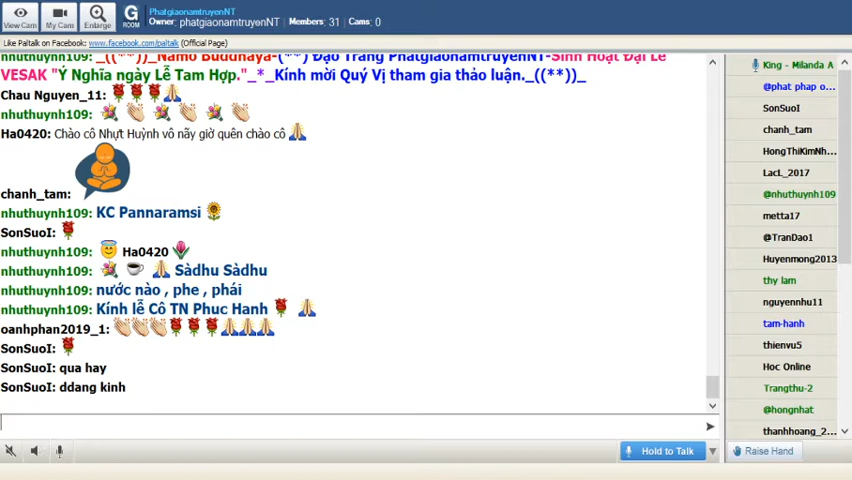 PhatgiaonamtruyenNT
Owner: phatgiaonamtruyenNT Members: 31 Cams: 0
View Cam My Cam Enlarge G ROOM
Like Paltalk on Facebook: www.facebook.com/paltalk (Official Page)
nhuthuynh109: _((**))_Namo Buddhaya-(**) Đạo Tràng PhatgiaonamtruyenNT-Sinh Hoạt Đại Lễ
VESAK "Ý Nghĩa ngày Lễ Tam Hợp."_*_Kính mời Quý Vị tham gia thảo luận._((**))_
Chau Nguyen_11:
nhuthuynh109:
Ha0420: Chào cô Nhựt Huỳnh vô nãy giờ quên chào cô
chanh_tam:
nhuthuynh109: KC Pannaramsi
SonSuoI:
nhuthuynh109: Ha0420
nhuthuynh109: Sàdhu Sàdhu
nhuthuynh109: nước nào , phe , phái
nhuthuynh109: Kính lễ Cô TN Phuc Hanh
oanhphan2019_1:
SonSuoI:
SonSuoI: qua hay
SonSuoI: ddang kinh
King - Milanda A
@phat phap o...
SonSuoI
chanh_tam
HongThiKimNh...
LacL_2017
@nhuthuynh109
metta17
@TranDao1
Huyenmong2013
thy lam
nguyennhu11
tam-hanh
thienvu5
Hoc Online
Trangthu-2
@hongnhat
thanhhoang_2...
Hold to Talk
Raise Hand